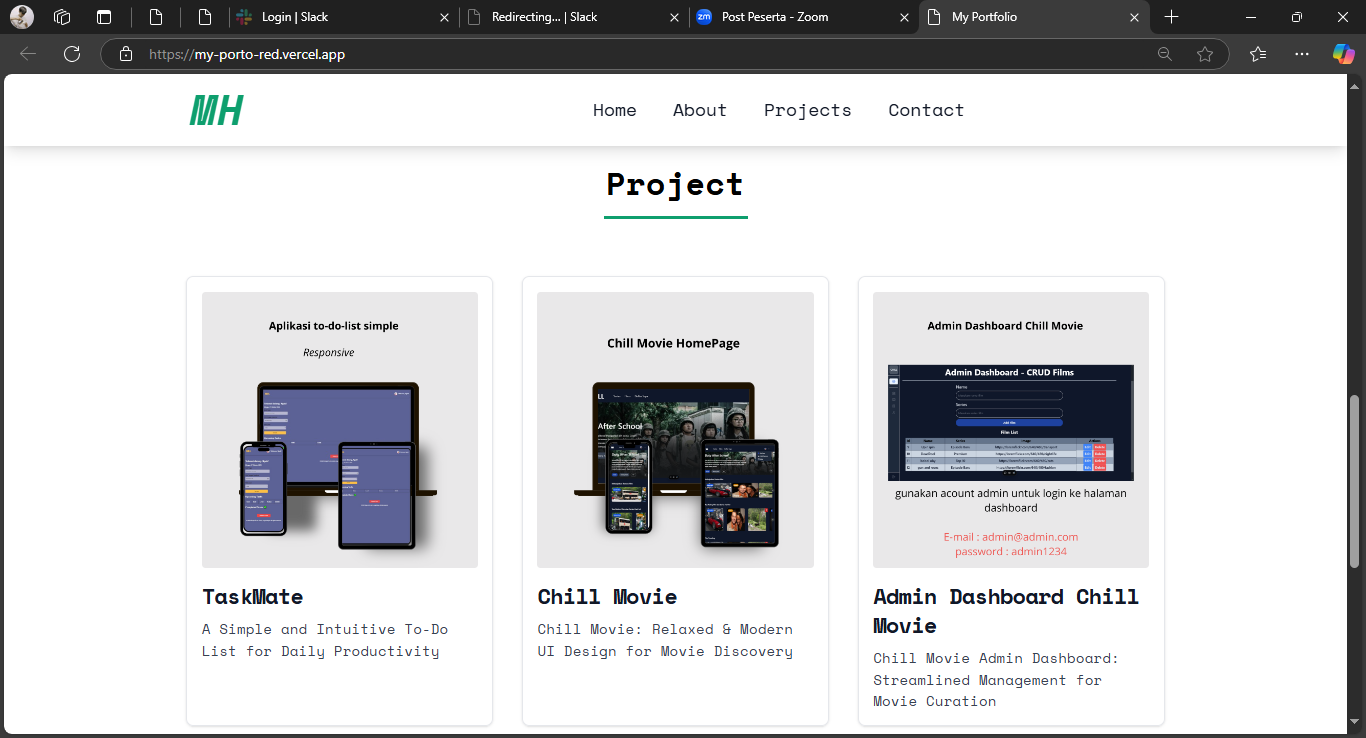 Login | Slack
Redirecting... | Slack
zm
Post Peserta - Zoom
My Portfolio
https://my-porto-red.vercel.app
MH
Home
About
Projects
Contact
Project
Aplikasi to-do-list simple
Responsive
TaskMate
A Simple and Intuitive To-Do
List for Daily Productivity
Chill Movie HomePage
After School
Chill Movie
Chill Movie: Relaxed & Modern
UI Design for Movie Discovery
Admin Dashboard Chill Movie
Admin Dashboard - CRUD Films
Name
Series
Add Film
Film List
gunakan acount admin untuk login ke halaman
dashboard
E-mail : admin@admin.com
password : admin1234
Admin Dashboard Chill
Movie
Chill Movie Admin Dashboard:
Streamlined Management for
Movie Curation